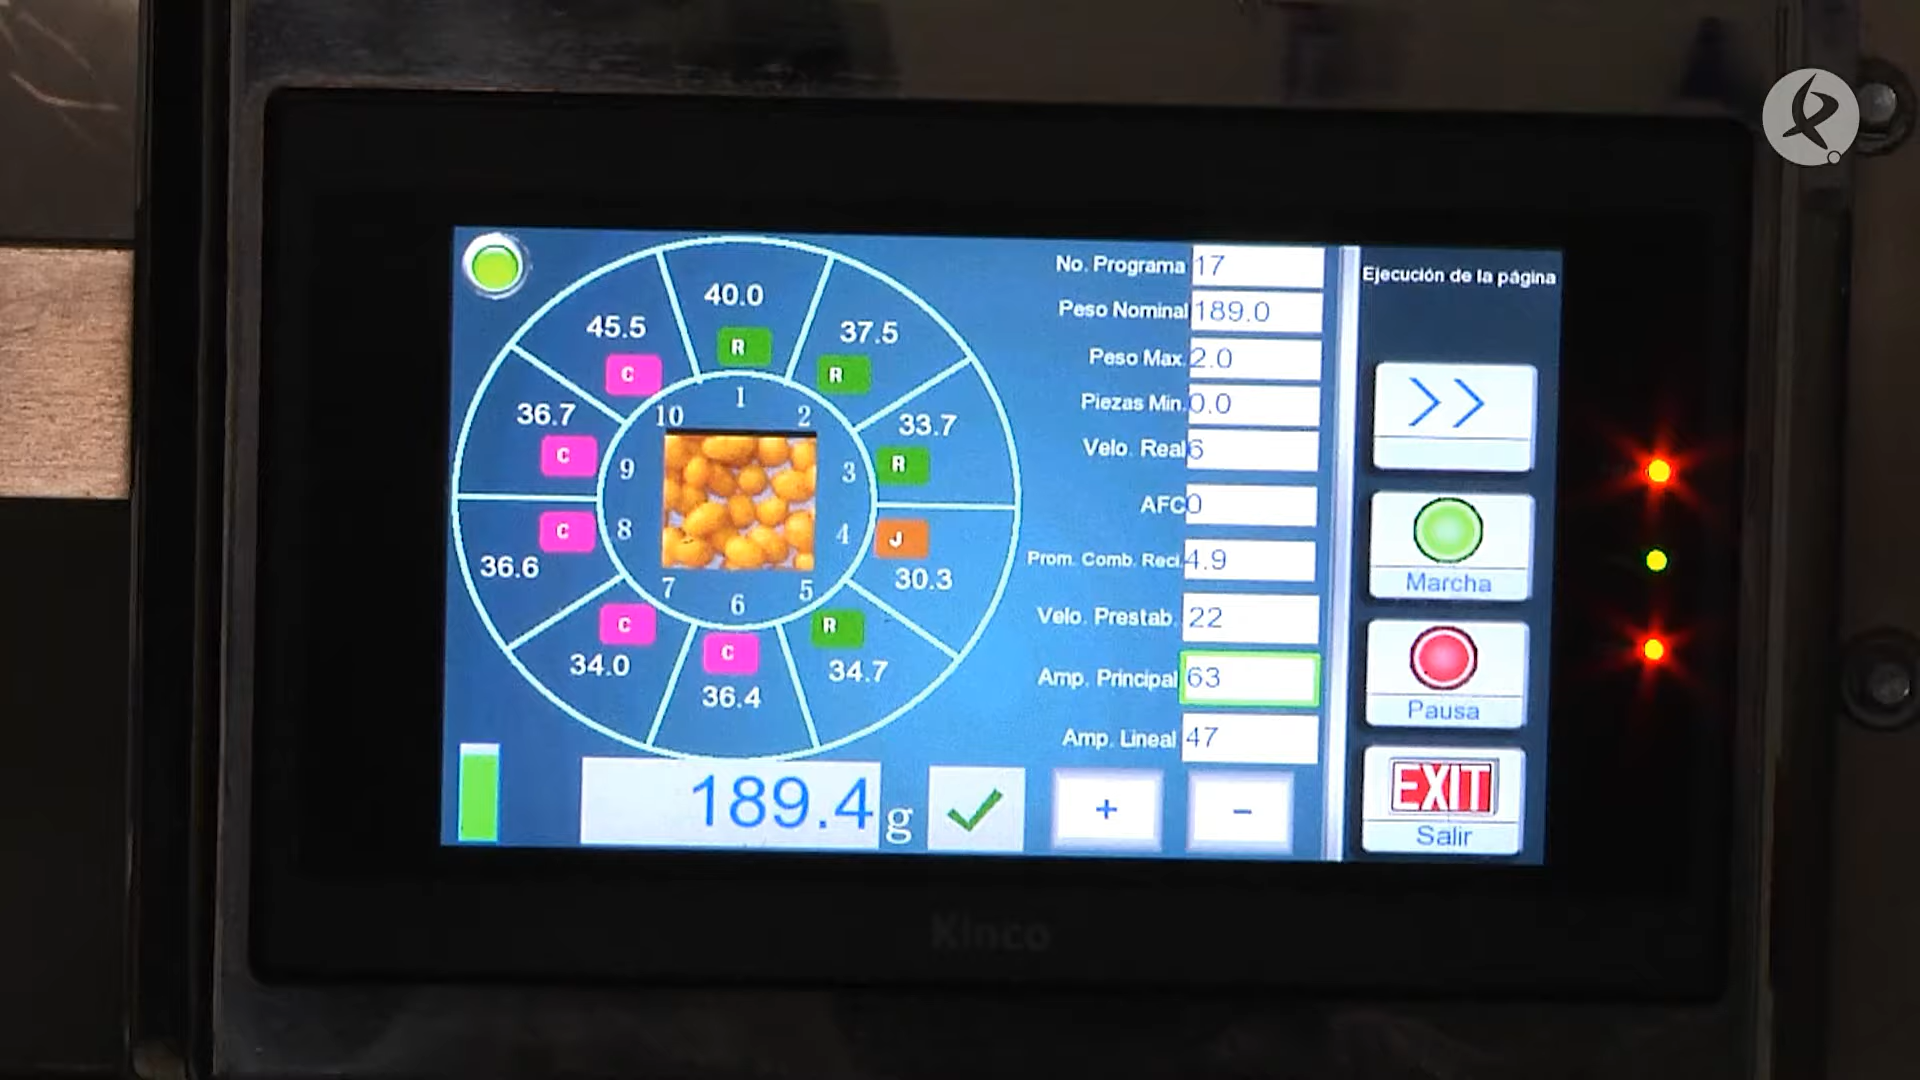 No. Programa 17
Peso Nominal 189.0
Peso Max. 2.0
Piezas Min. 0.0
Velo. Real 6
AFC 0
Prom. Comb. Reci. 4.9
Velo. Prestab. 22
Amp. Principal 63
Amp. Lineal 47
40.0
R
1
37.5
R
2
33.7
R
3
30.3
J
4
34.7
R
5
36.4
C
6
34.0
C
7
36.6
C
8
36.7
C
9
45.5
C
10
189.4 g
+
-
Ejecución de la página
>>
Marcha
Pausa
EXIT
Salir
Kinco